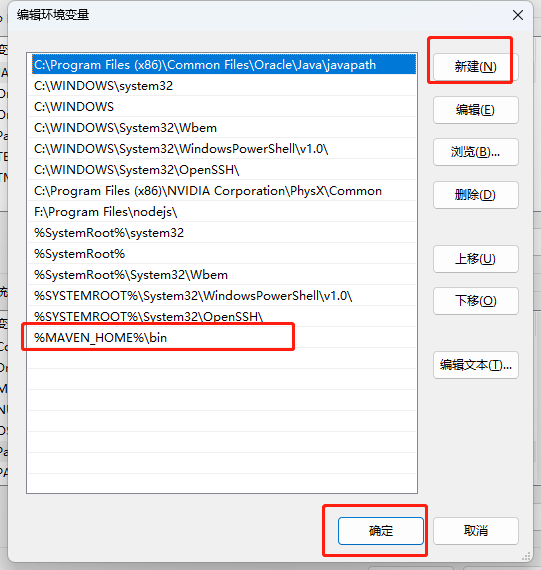 编辑环境变量
C:\Program Files (x86)\Common Files\Oracle\Java\javapath
C:\WINDOWS\system32
C:\WINDOWS
C:\WINDOWS\System32\Wbem
C:\WINDOWS\System32\WindowsPowerShell\v1.0\
C:\WINDOWS\System32\OpenSSH\
C:\Program Files (x86)\NVIDIA Corporation\PhysX\Common
F:\Program Files\nodejs\
%SystemRoot%\system32
%SystemRoot%
%SystemRoot%\System32\Wbem
%SYSTEMROOT%\System32\WindowsPowerShell\v1.0\
%SYSTEMROOT%\System32\OpenSSH\
%MAVEN_HOME%\bin
新建(N)
编辑(E)
浏览(B)...
删除(D)
上移(U)
下移(O)
编辑文本(T)...
确定
取消